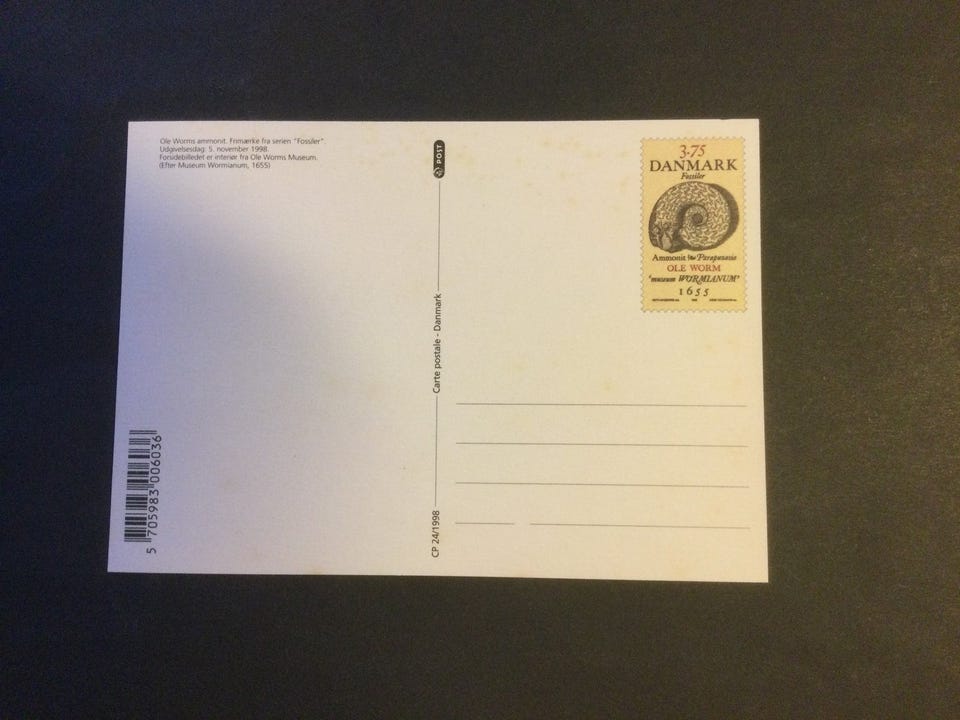 Ole Worms ammonit. Frimærke fra serien "Fossiler".
Udgivelsesdag: 5. november 1998.
Forsidebilledet er interiør fra Ole Worms Museum.
(Efter Museum Wormianum, 1655)
5 705983 006036
POST
Carte postale - Danmark
CP 24/1998
3·75
DANMARK
Fossiler
Ammonit Parapuzosia
OLE WORM
"museum WORMIANUM"
1655